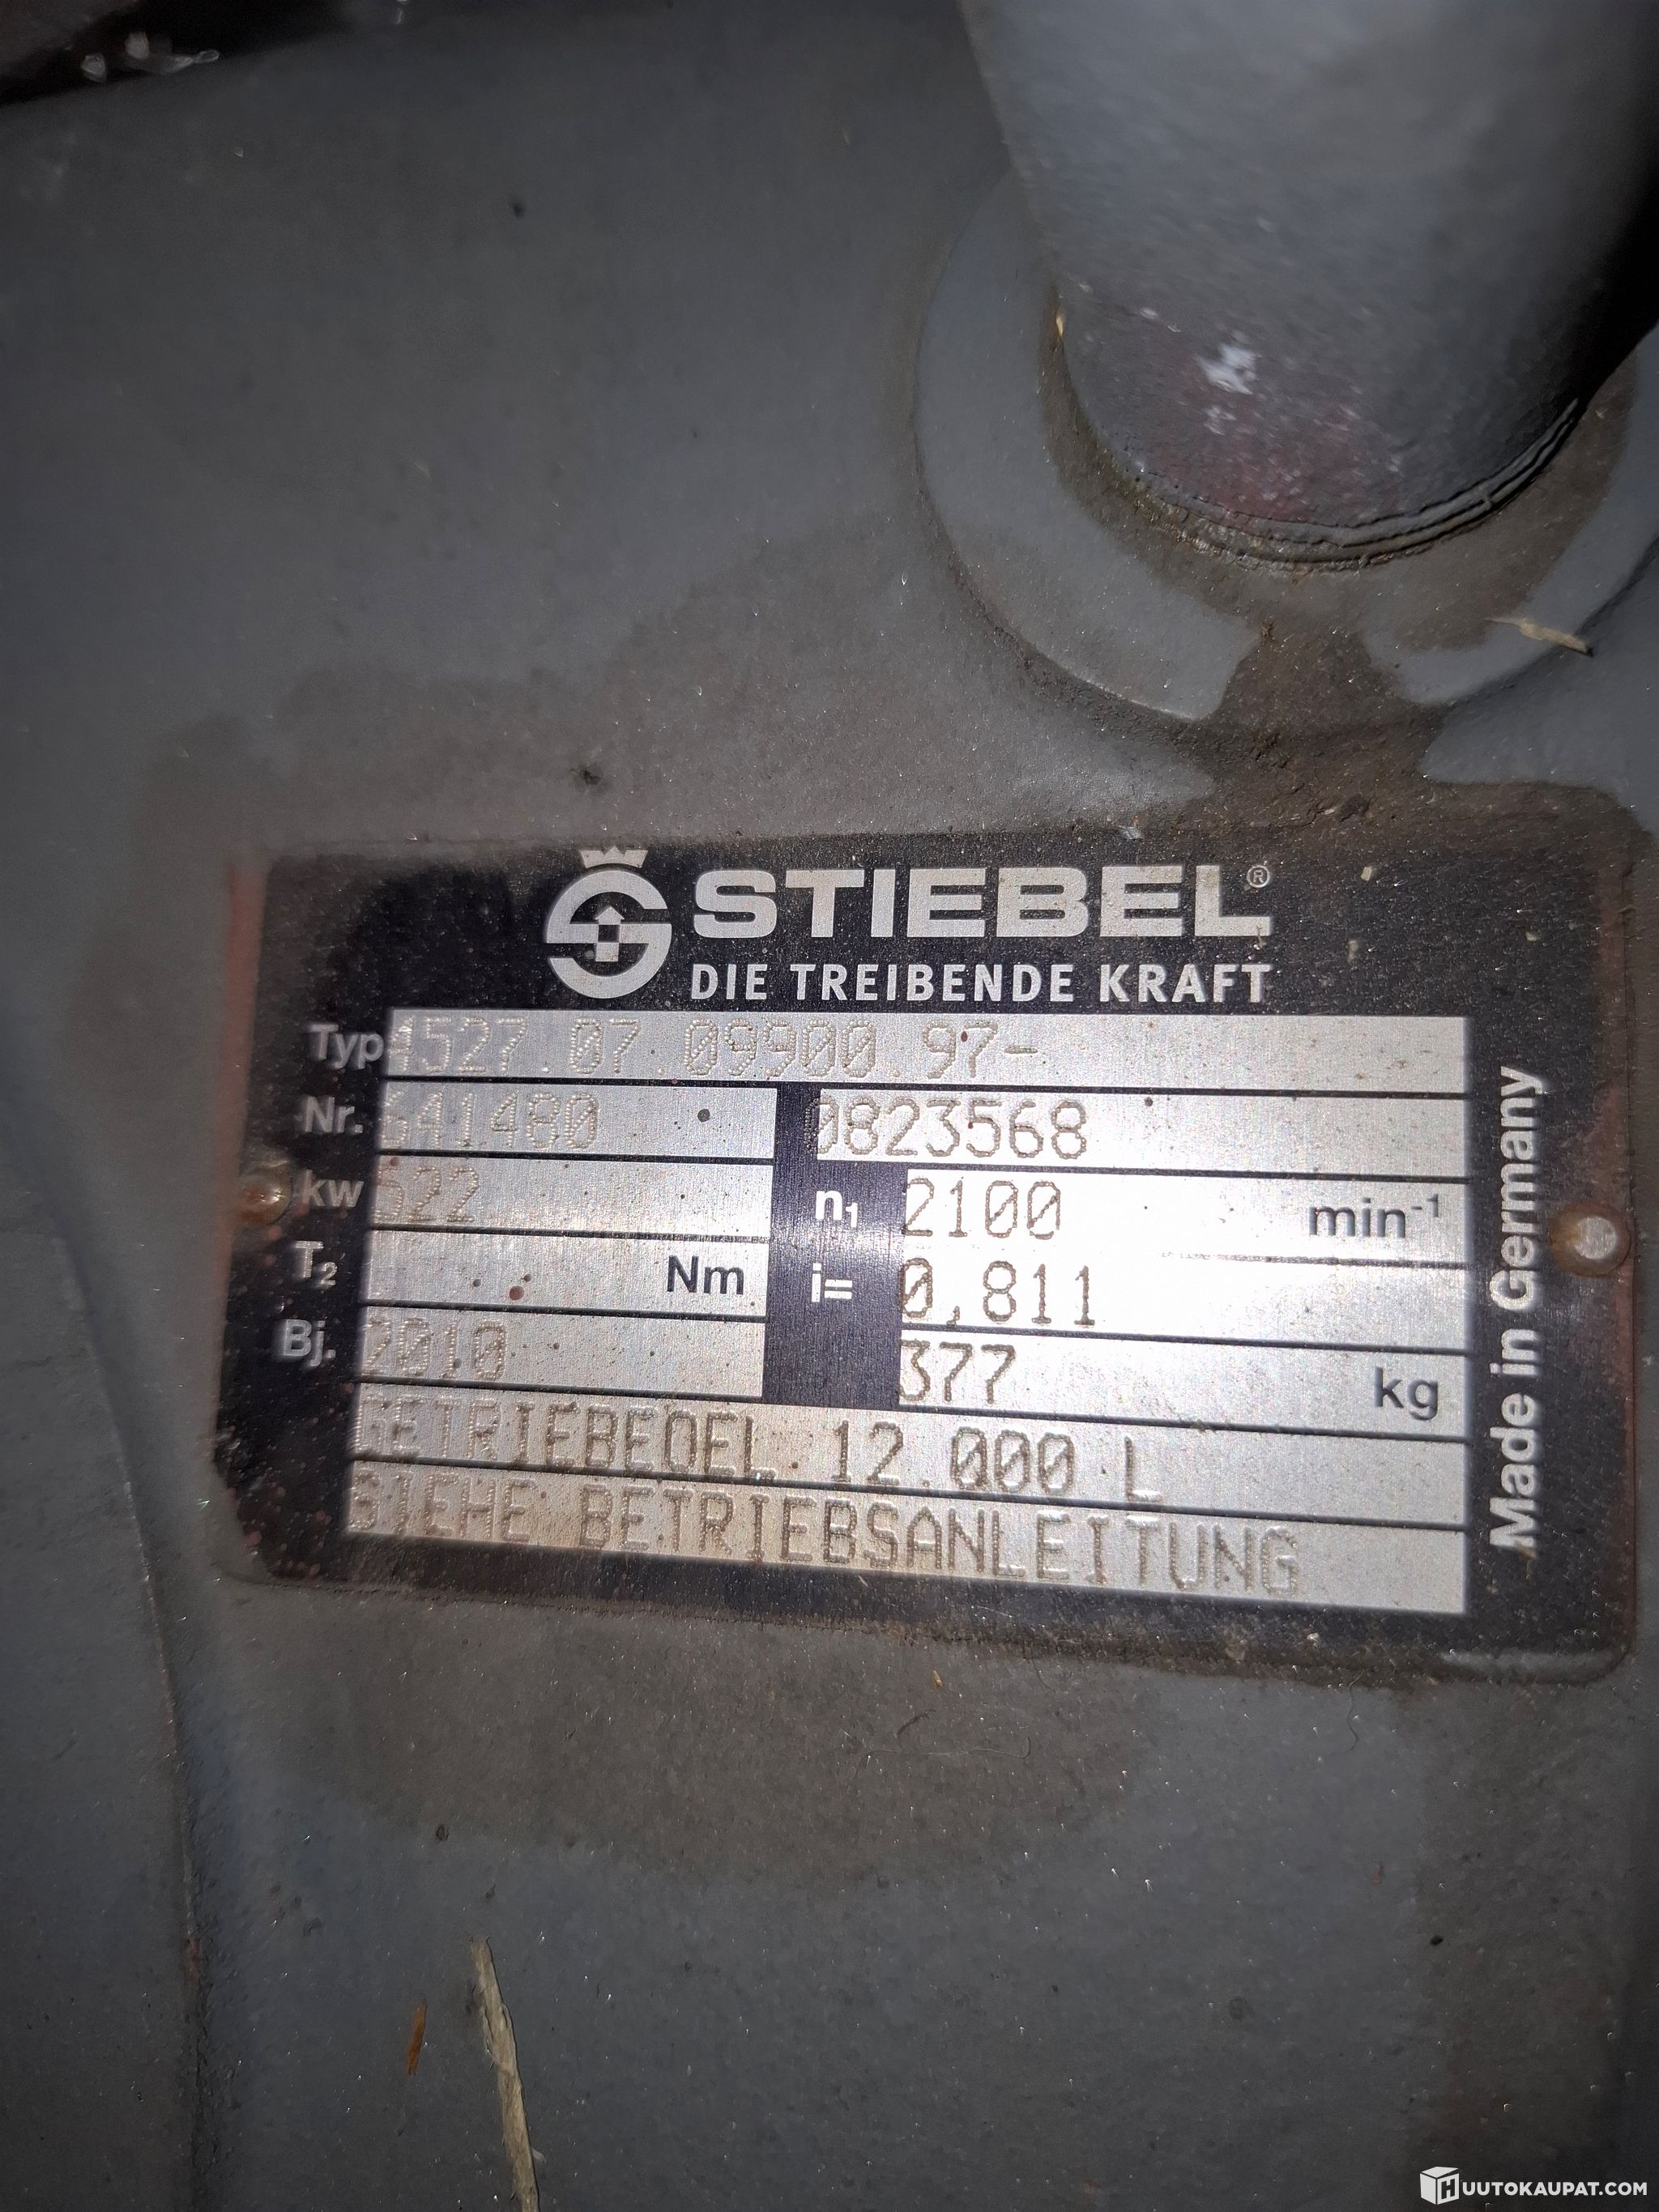 STIEBEL®
DIE TREIBENDE KRAFT
Typ 4527.07.09900.97-
Nr. 641480 0823568
kw 522 n₁ 2100 min⁻¹
T₂ Nm i= 0,811
Bj. 2010 377 kg
GETRIEBEOEL 12.000 L
SIEHE BETRIEBSANLEITUNG
Made in Germany
HUUTOKAUPAT.COM